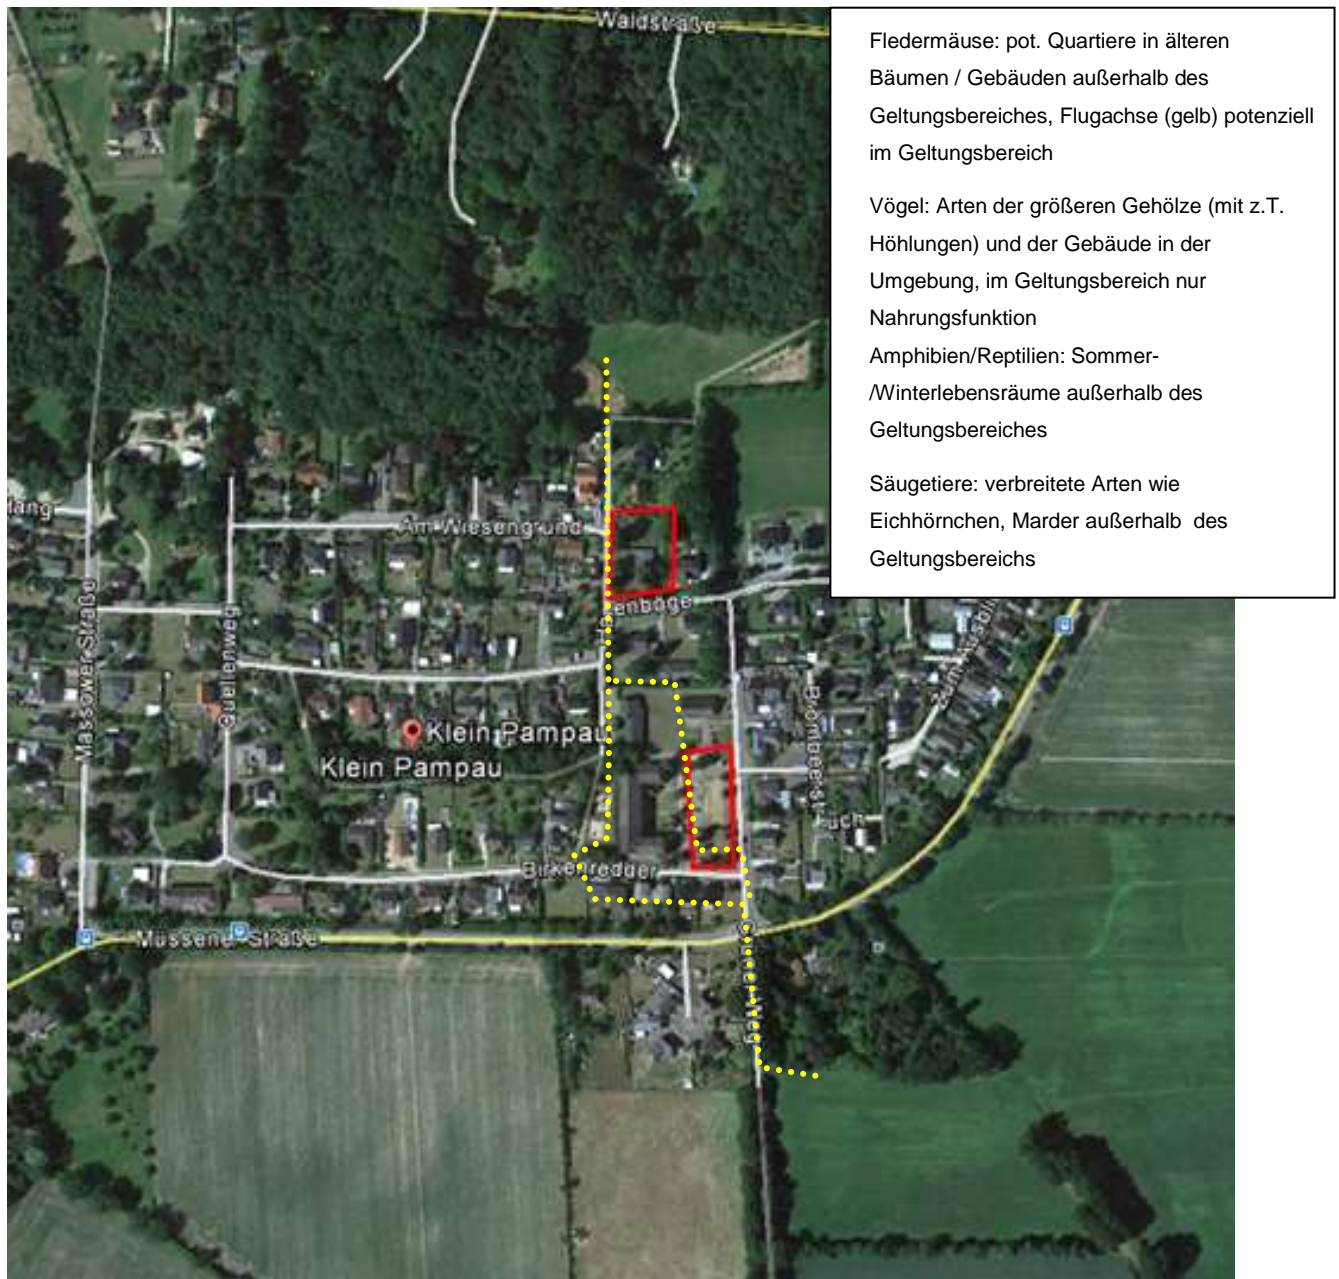 Waldstraße
Fledermäuse: pot. Quartiere in älteren
Bäumen / Gebäuden außerhalb des
Geltungsbereiches, Flugachse (gelb) potenziell
im Geltungsbereich
Vögel: Arten der größeren Gehölze (mit z.T.
Höhlungen) und der Gebäude in der
Umgebung, im Geltungsbereich nur
Nahrungsfunktion
Amphibien/Reptilien: Sommer-
/Winterlebensräume außerhalb des
Geltungsbereiches
Säugetiere: verbreitete Arten wie
Eichhörnchen, Marder außerhalb des
Geltungsbereichs
Am Wiesengrund
Massower Straße
Quellenweg
Klein Pampau
Klein Pampau
Birkenredder
Müssener Straße